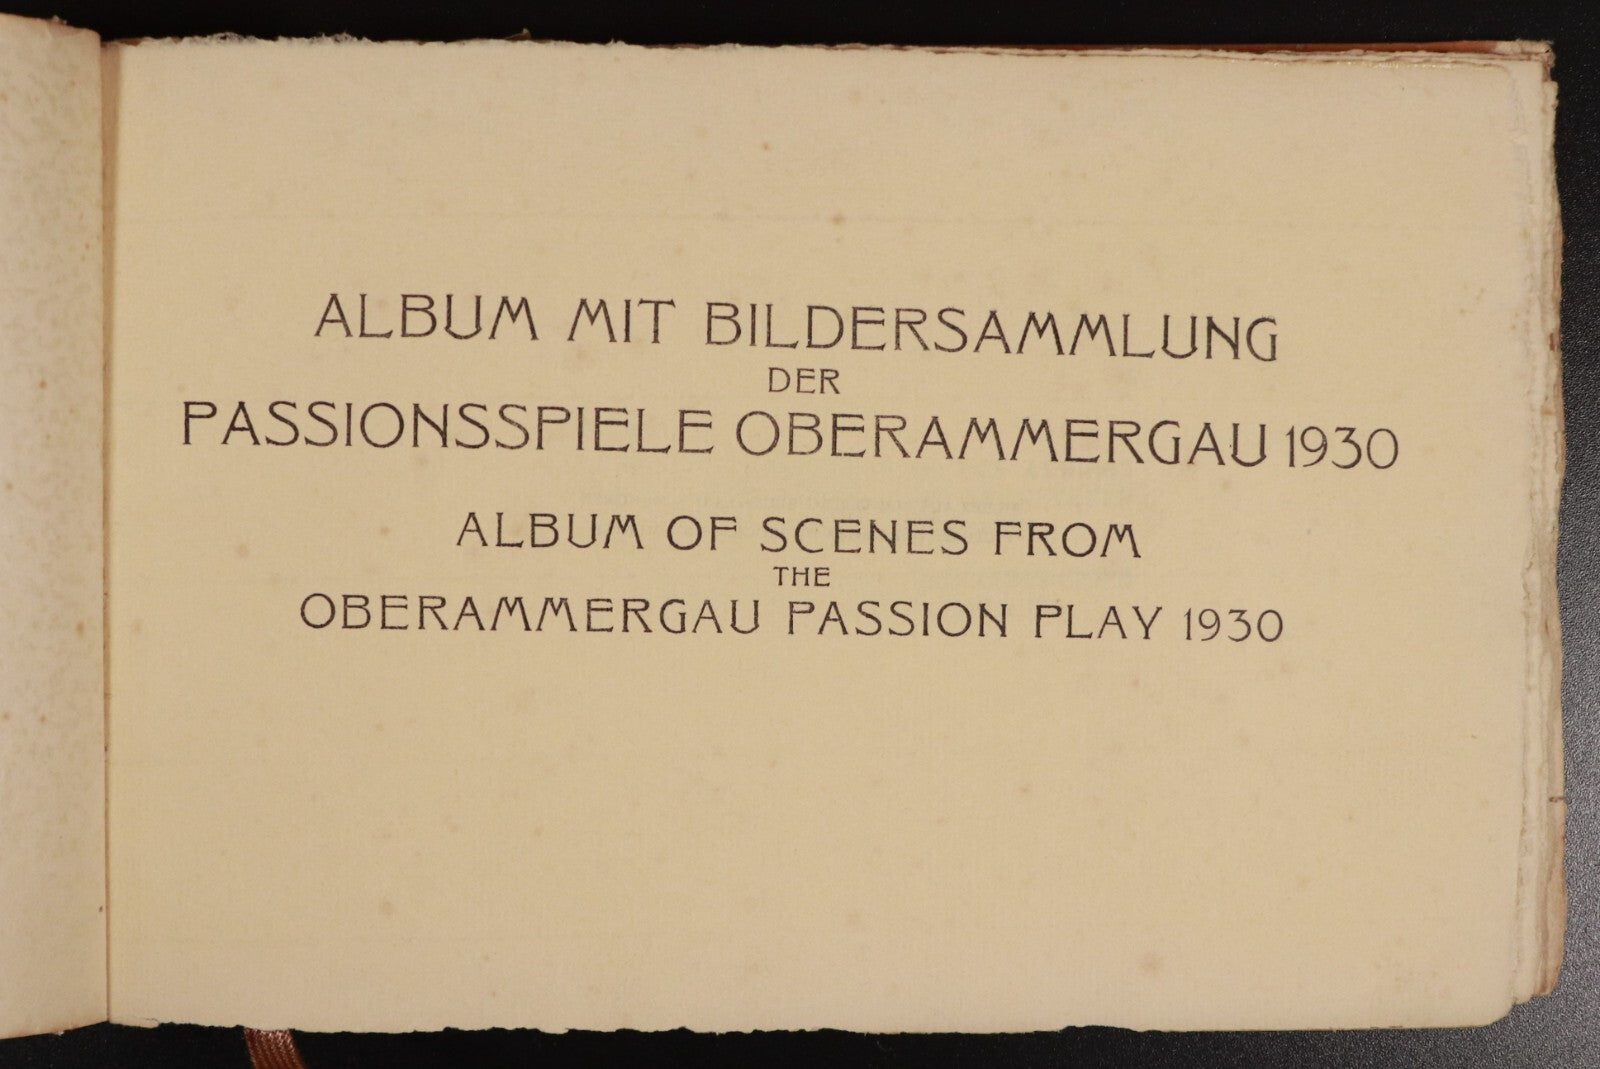 ALBUM MIT BILDERSAMMLUNG
DER
PASSIONSSPIELE OBERAMMERGAU 1930
ALBUM OF SCENES FROM
THE
OBERAMMERGAU PASSION PLAY 1930